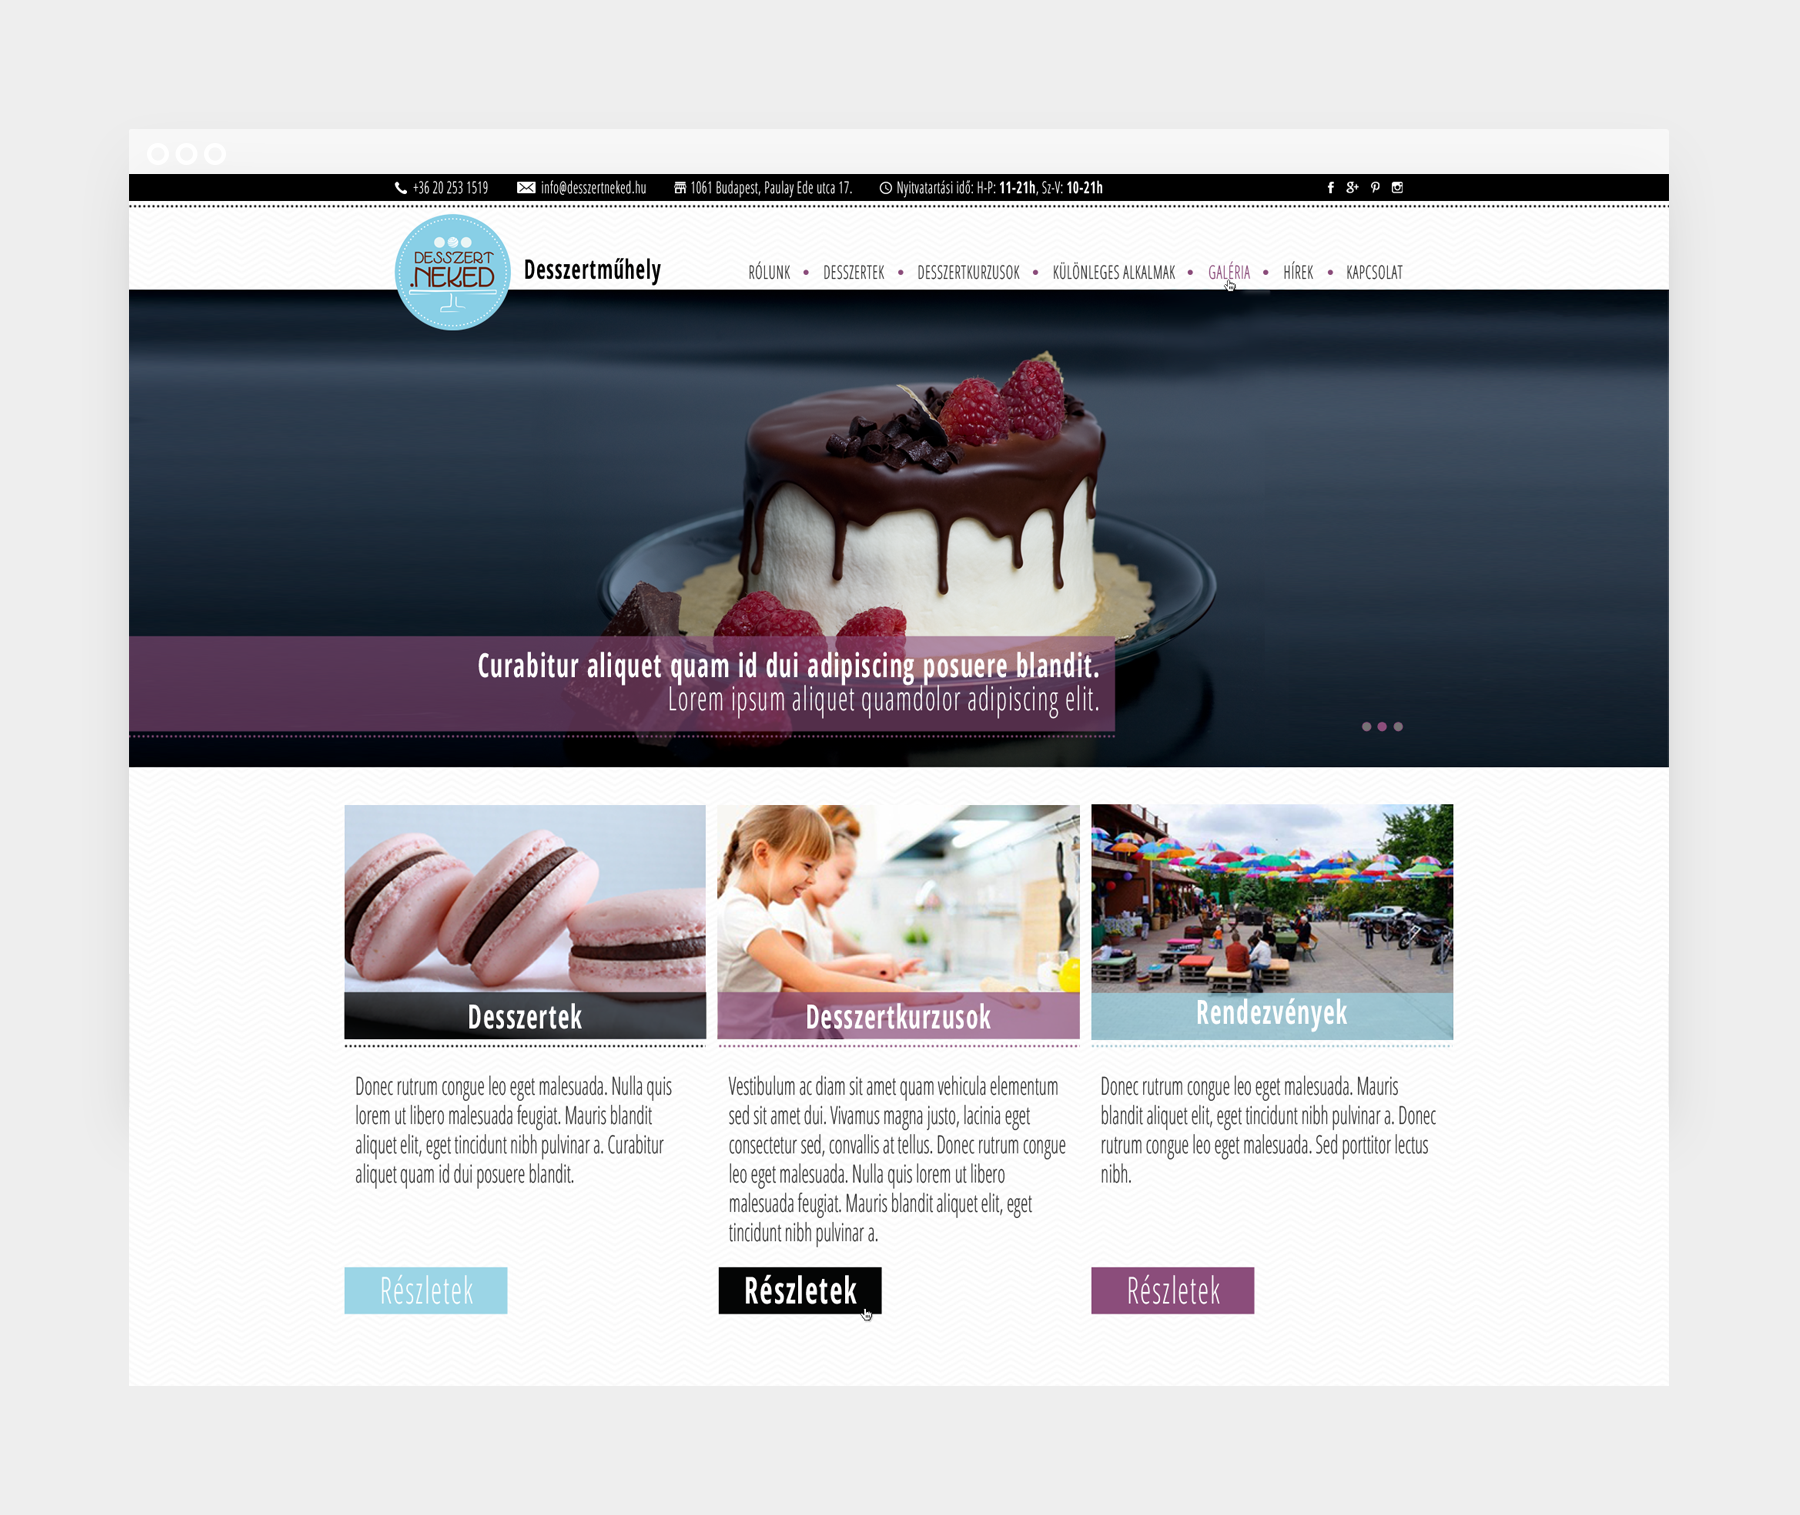 +36 20 253 1519 info@desszertneked.hu 1061 Budapest, Paulay Ede utca 17. Nyitvatartási idő: H-P: 11-21h, Sz-V: 10-21h
DESSZERT
.NEKED
Desszertműhely
RÓLUNK • DESSZERTEK • DESSZERTKURZUSOK • KÜLÖNLEGES ALKALMAK • GALÉRIA • HÍREK • KAPCSOLAT
Curabitur aliquet quam id dui adipiscing posuere blandit.
Lorem ipsum aliquet quamdolor adipiscing elit.
Desszertek
Donec rutrum congue leo eget malesuada. Nulla quis
lorem ut libero malesuada feugiat. Mauris blandit
aliquet elit, eget tincidunt nibh pulvinar a. Curabitur
aliquet quam id dui posuere blandit.
Részletek
Desszertkurzusok
Vestibulum ac diam sit amet quam vehicula elementum
sed sit amet dui. Vivamus magna justo, lacinia eget
consectetur sed, convallis at tellus. Donec rutrum congue
leo eget malesuada. Nulla quis lorem ut libero
malesuada feugiat. Mauris blandit aliquet elit, eget
tincidunt nibh pulvinar a.
Részletek
Rendezvények
Donec rutrum congue leo eget malesuada. Mauris
blandit aliquet elit, eget tincidunt nibh pulvinar a. Donec
rutrum congue leo eget malesuada. Sed porttitor lectus
nibh.
Részletek